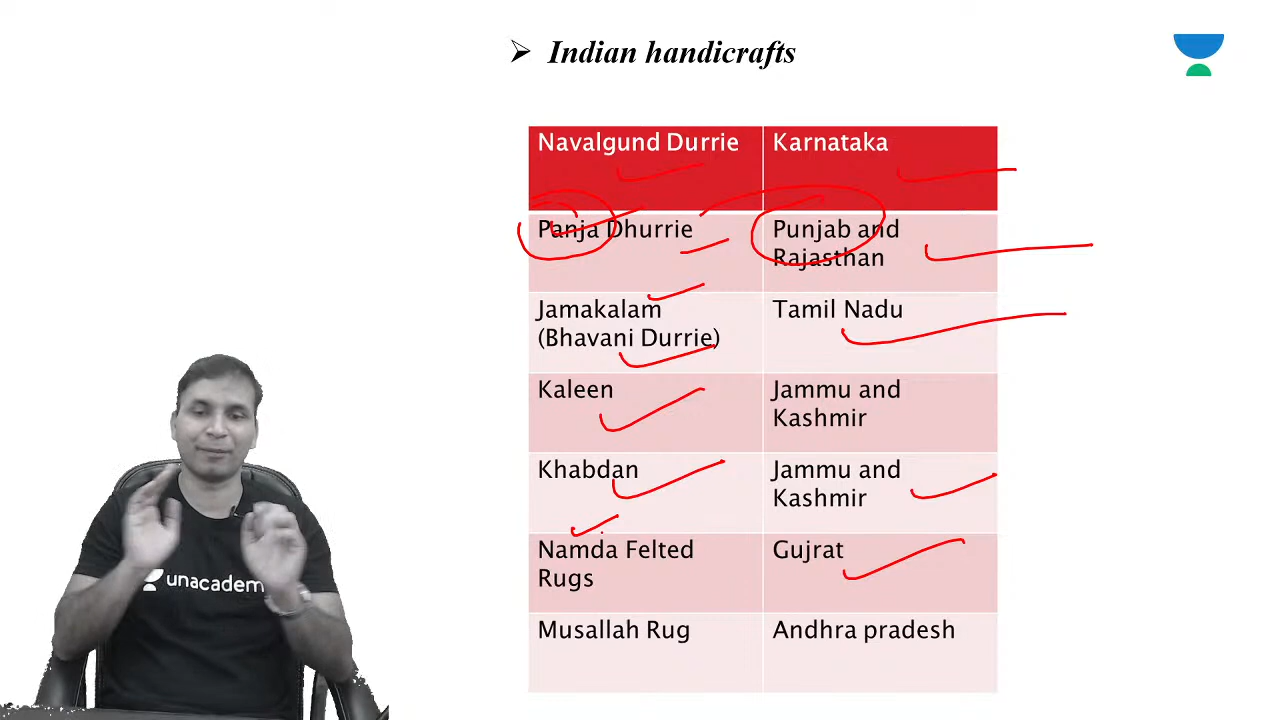 Indian handicrafts
Navalgund Durrie
Karnataka
Panja Dhurrie
Punjab and
Rajasthan
Jamakalam
(Bhavani Durrie)
Tamil Nadu
Kaleen
Jammu and
Kashmir
Khabdan
Jammu and
Kashmir
Namda Felted
Rugs
Gujrat
Musallah Rug
Andhra pradesh
unacadem